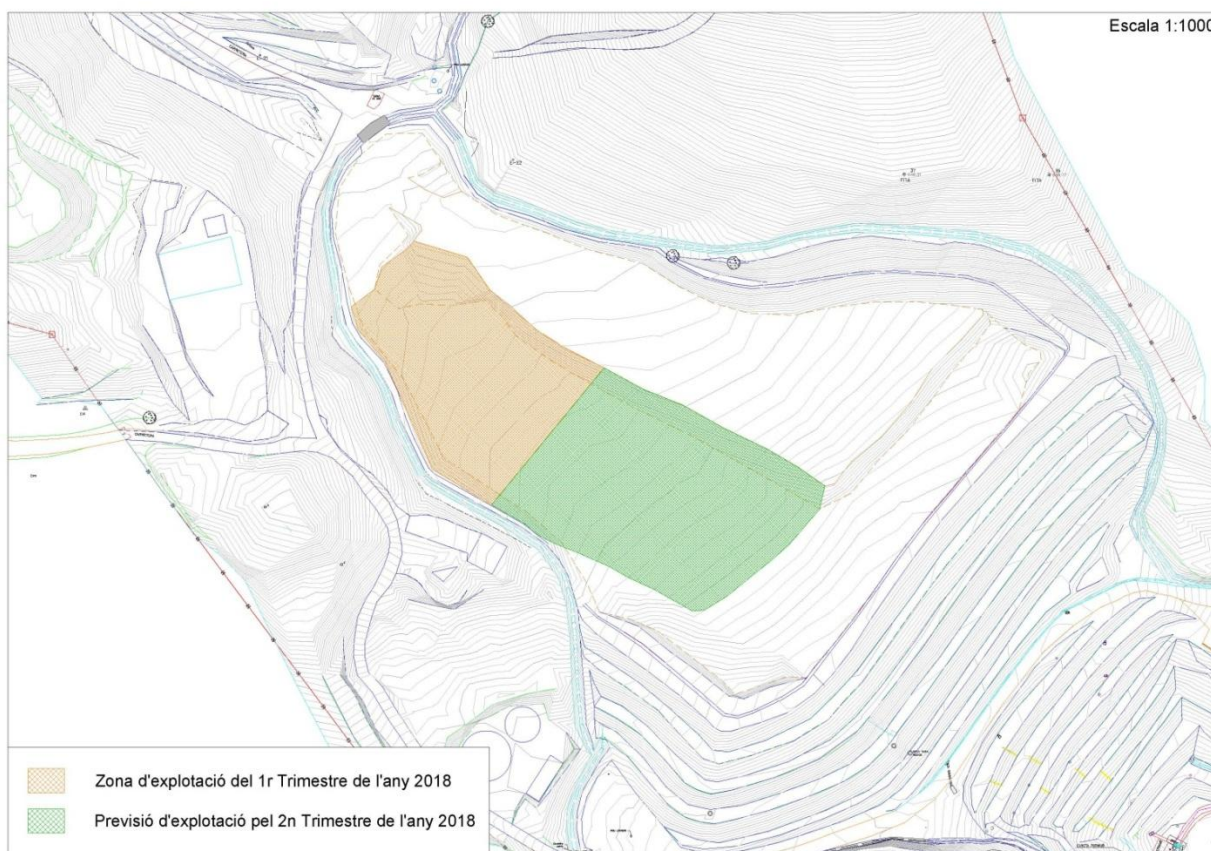 Escala 1:1000
Zona d'explotació del 1r Trimestre de l'any 2018
Previsió d'explotació pel 2n Trimestre de l'any 2018